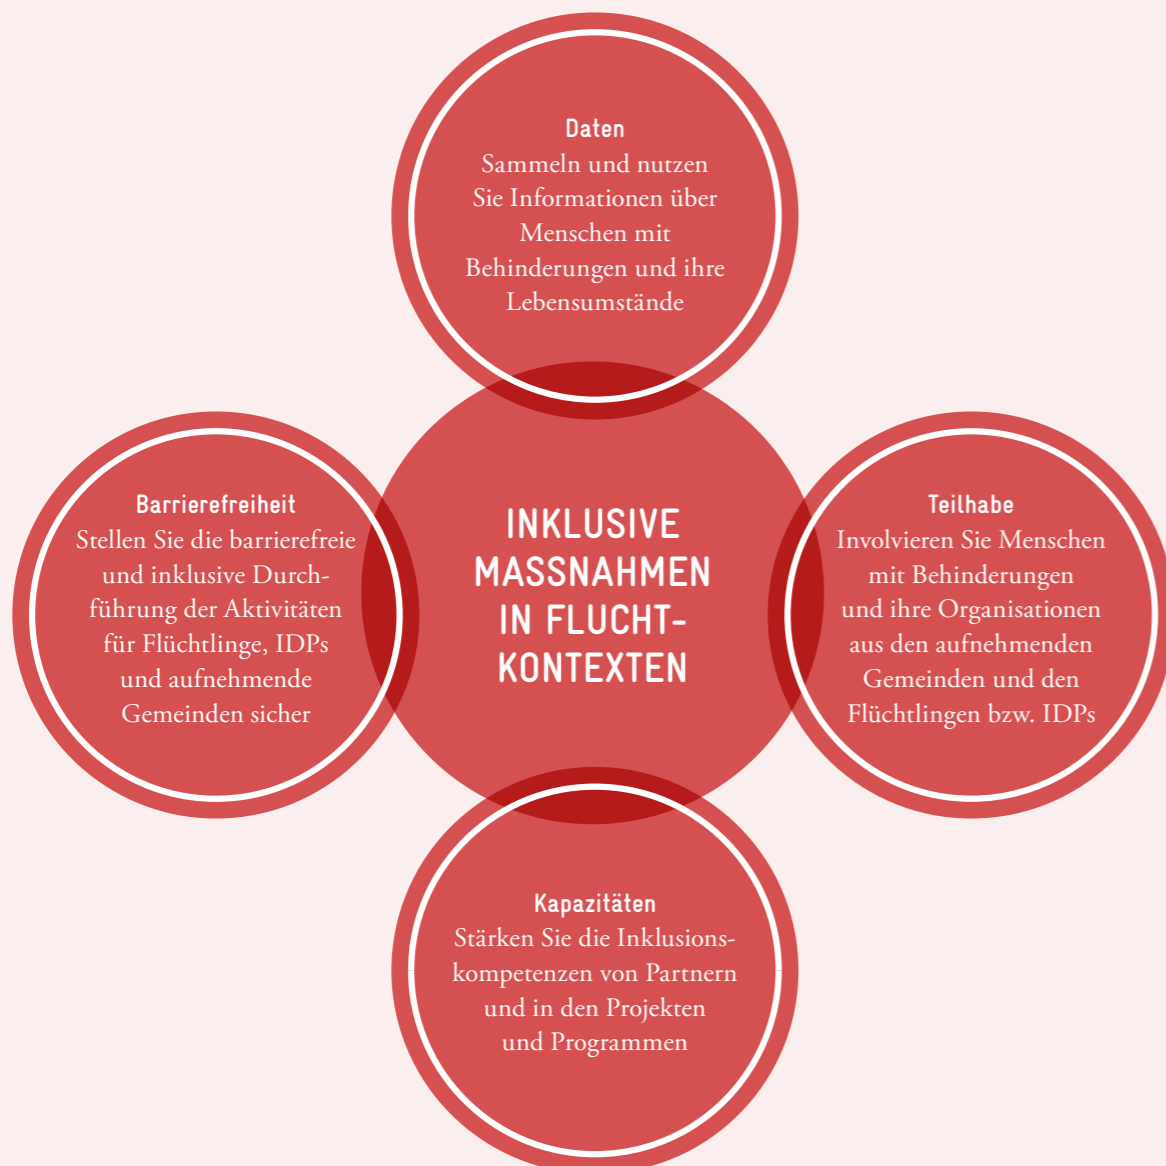 Daten
Sammeln und nutzen
Sie Informationen über
Menschen mit
Behinderungen und ihre
Lebensumstände
Barrierefreiheit
Stellen Sie die barrierefreie
und inklusive Durch-
führung der Aktivitäten
für Flüchtlinge, IDPs
und aufnehmende
Gemeinden sicher
INKLUSIVE
MASSNAHMEN
IN FLUCHT-
KONTEXTEN
Teilhabe
Involvieren Sie Menschen
mit Behinderungen
und ihre Organisationen
aus den aufnehmenden
Gemeinden und den
Flüchtlingen bzw. IDPs
Kapazitäten
Stärken Sie die Inklusions-
kompetenzen von Partnern
und in den Projekten
und Programmen